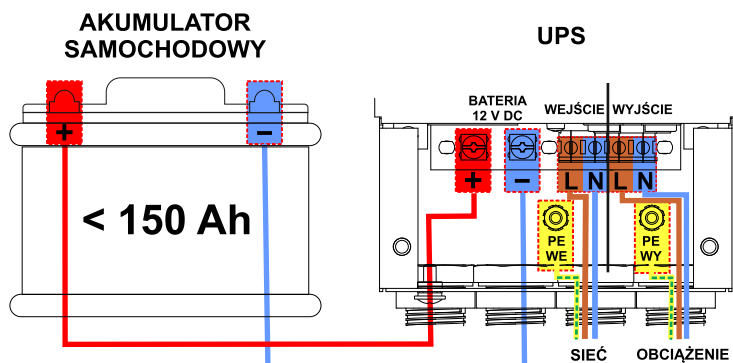 AKUMULATOR
SAMOCHODOWY
+ −
< 150 Ah
UPS
BATERIA
12 V DC
WEJŚCIE WYJŚCIE
+ − L N L N
PE
WE
PE
WY
SIEĆ OBCIĄŻENIE